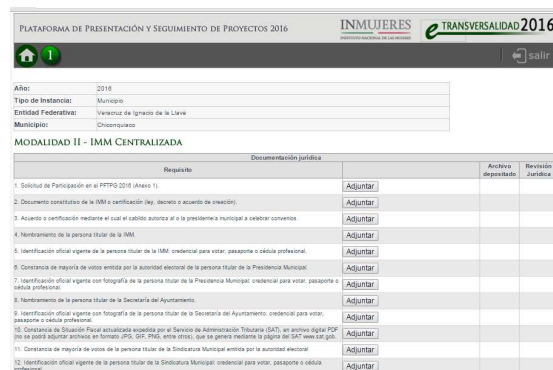 PLATAFORMA DE PRESENTACIÓN Y SEGUIMIENTO DE PROYECTOS 2016
INMUJERES
INSTITUTO NACIONAL DE LAS MUJERES
e TRANSVERSALIDAD 2016
1
salir
Año: 2016
Tipo de Instancia: Municipio
Entidad Federativa: Veracruz de Ignacio de la Llave
Municipio: Chiconquiaco
MODALIDAD II - IMM CENTRALIZADA
Documentación jurídica
Requisito
Archivo depositado
Revisión Jurídica
1. Solicitud de Participación en el PFTPG 2016 (Anexo 1). Adjuntar
2. Documento constitutivo de la IMM o certificación (ley, decreto o acuerdo de creación). Adjuntar
3. Acuerdo o certificación mediante el cual el cabildo autoriza al o la presidente/a municipal a celebrar convenios. Adjuntar
4. Nombramiento de la persona titular de la IMM. Adjuntar
5. Identificación oficial vigente de la persona titular de la IMM: credencial para votar, pasaporte o cédula profesional. Adjuntar
6. Constancia de mayoría de votos emitida por la autoridad electoral de la persona titular de la Presidencia Municipal. Adjuntar
7. Identificación oficial vigente con fotografía de la persona titular de la Presidencia Municipal: credencial para votar, pasaporte o
cédula profesional. Adjuntar
8. Nombramiento de la persona titular de la Secretaría del Ayuntamiento. Adjuntar
9. Identificación oficial vigente con fotografía de la persona titular de la Secretaría del Ayuntamiento: credencial para votar,
pasaporte o cédula profesional. Adjuntar
10. Constancia de Situación Fiscal actualizada expedida por el Servicio de Administración Tributaria (SAT), en archivo digital PDF
(no se podrá adjuntar archivos en formato JPG, GIF, PNG, entre otros), que se genera mediante la página del SAT www.sat.gob. Adjuntar
11. Constancia de mayoría de votos de la persona titular de la Sindicatura Municipal emitida por la autoridad electoral Adjuntar
12. Identificación oficial vigente de la persona titular de la Sindicatura Municipal: credencial para votar, pasaporte o cédula
profesional. Adjuntar